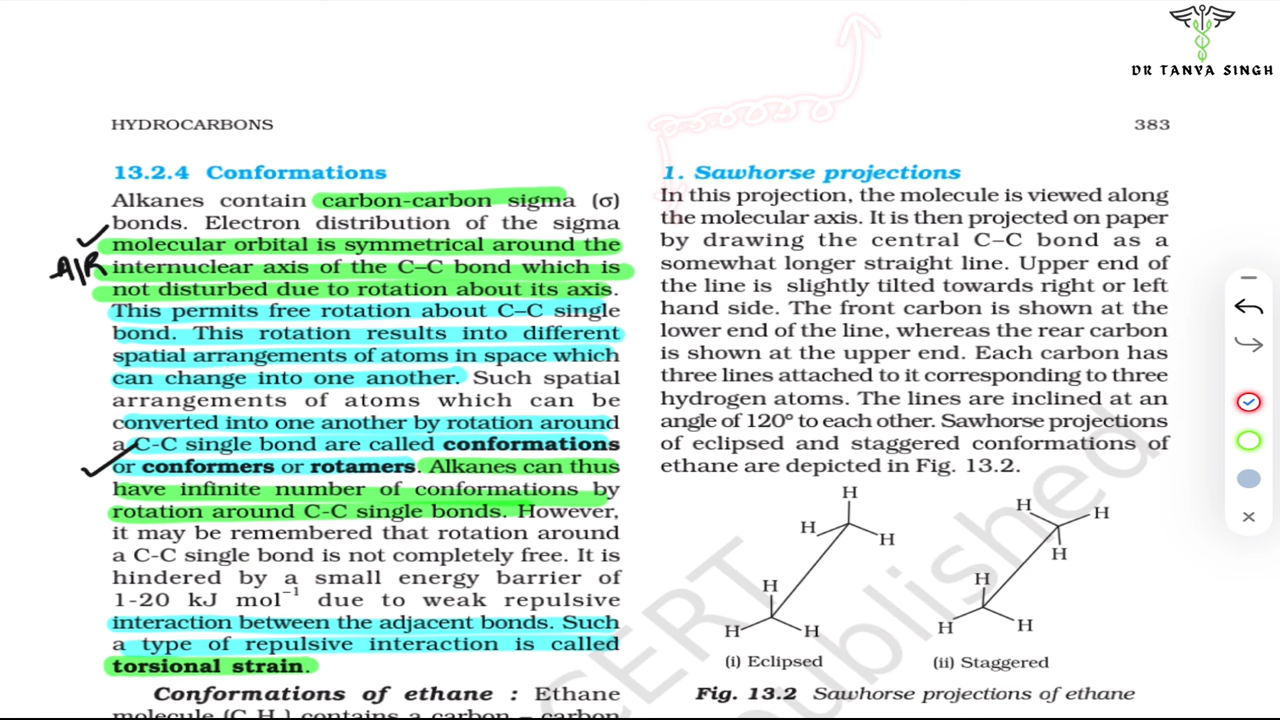 DR TANYA SINGH
HYDROCARBONS
383
13.2.4 Conformations
Alkanes contain carbon-carbon sigma (σ)
bonds. Electron distribution of the sigma
molecular orbital is symmetrical around the
A/R
internuclear axis of the C–C bond which is
not disturbed due to rotation about its axis.
This permits free rotation about C–C single
bond. This rotation results into different
spatial arrangements of atoms in space which
can change into one another. Such spatial
arrangements of atoms which can be
converted into one another by rotation around
a C-C single bond are called conformations
or conformers or rotamers. Alkanes can thus
have infinite number of conformations by
rotation around C-C single bonds. However,
it may be remembered that rotation around
a C-C single bond is not completely free. It is
hindered by a small energy barrier of
1-20 kJ mol⁻¹ due to weak repulsive
interaction between the adjacent bonds. Such
a type of repulsive interaction is called
torsional strain.
Conformations of ethane : Ethane
molecule (C₂H₆) contains a carbon – carbon
1. Sawhorse projections
In this projection, the molecule is viewed along
the molecular axis. It is then projected on paper
by drawing the central C–C bond as a
somewhat longer straight line. Upper end of
the line is slightly tilted towards right or left
hand side. The front carbon is shown at the
lower end of the line, whereas the rear carbon
is shown at the upper end. Each carbon has
three lines attached to it corresponding to three
hydrogen atoms. The lines are inclined at an
angle of 120° to each other. Sawhorse projections
of eclipsed and staggered conformations of
ethane are depicted in Fig. 13.2.
H
H
H
H
H
H
(i) Eclipsed
H
H
H
H
H
H
(ii) Staggered
Fig. 13.2 Sawhorse projections of ethane